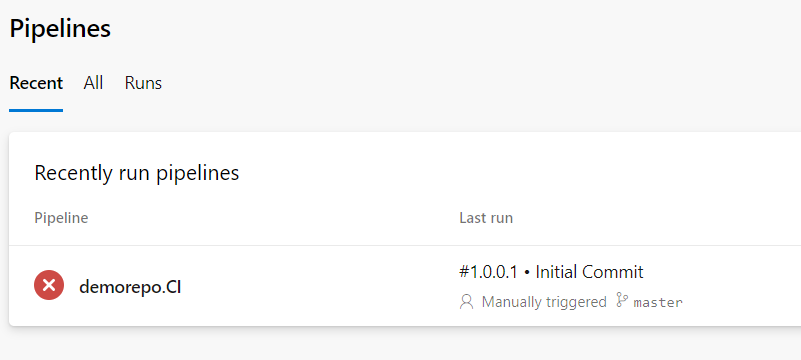 Pipelines
Recent All Runs
Recently run pipelines
Pipeline Last run
demorepo.CI
#1.0.0.1 • Initial Commit
Manually triggered master